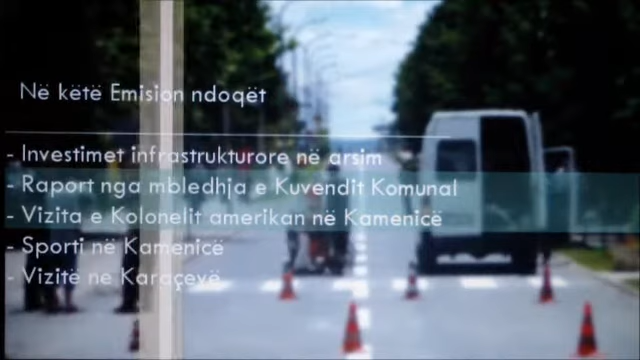 Në këtë Emision ndoqët
- Investimet infrastrukturore në arsim
- Raport nga mbledhja e Kuvendit Komunal
- Vizita e Kolonelit amerikan në Kamenicë
- Sporti në Kamenicë
- Vizitë ne Karaçevë